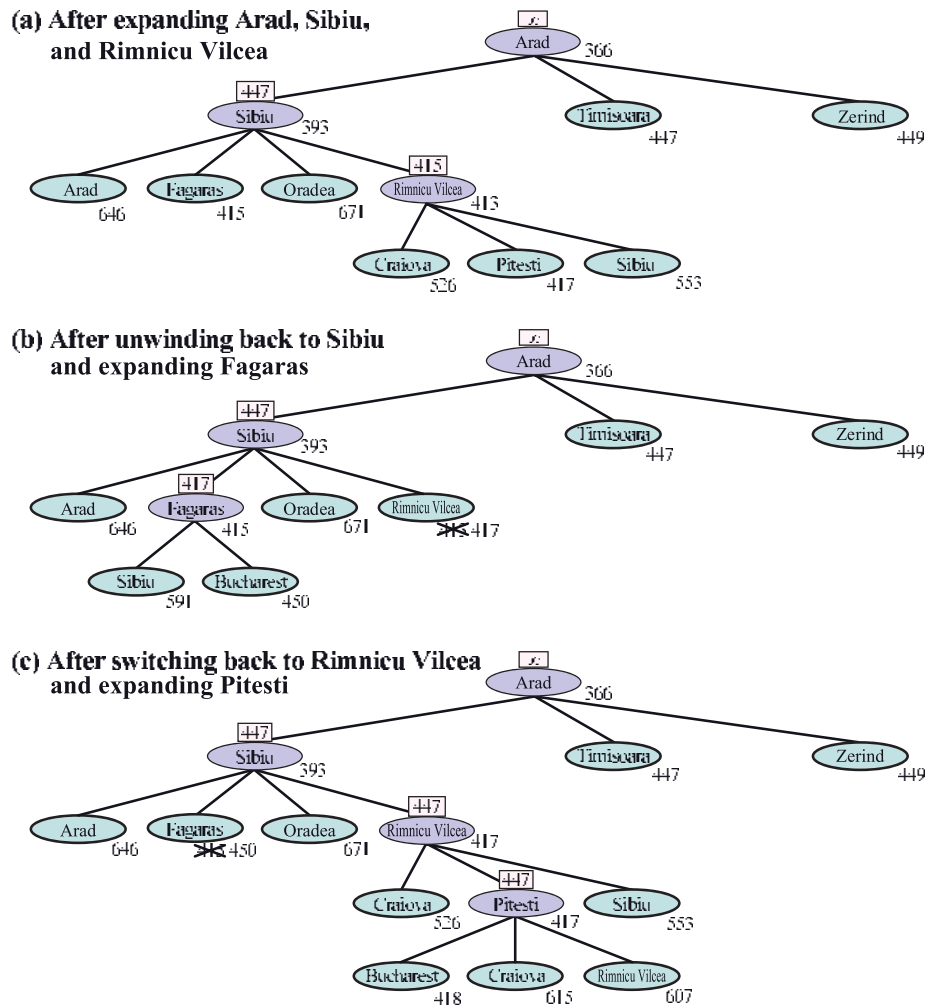 (a) After expanding Arad, Sibiu,
and Rimnicu Vilcea
∞
Arad
366
447
Sibiu
393
Timisoara
447
Zerind
449
Arad
646
Fagaras
415
Oradea
671
415
Rimnicu Vilcea
413
Craiova
526
Pitesti
417
Sibiu
553
(b) After unwinding back to Sibiu
and expanding Fagaras
∞
Arad
366
447
Sibiu
393
Timisoara
447
Zerind
449
Arad
646
417
Fagaras
415
Oradea
671
Rimnicu Vilcea
413 417
Sibiu
591
Bucharest
450
(c) After switching back to Rimnicu Vilcea
and expanding Pitesti
∞
Arad
366
447
Sibiu
393
Timisoara
447
Zerind
449
Arad
646
Fagaras
415 450
Oradea
671
447
Rimnicu Vilcea
417
Craiova
526
447
Pitesti
417
Sibiu
553
Bucharest
418
Craiova
615
Rimnicu Vilcea
607